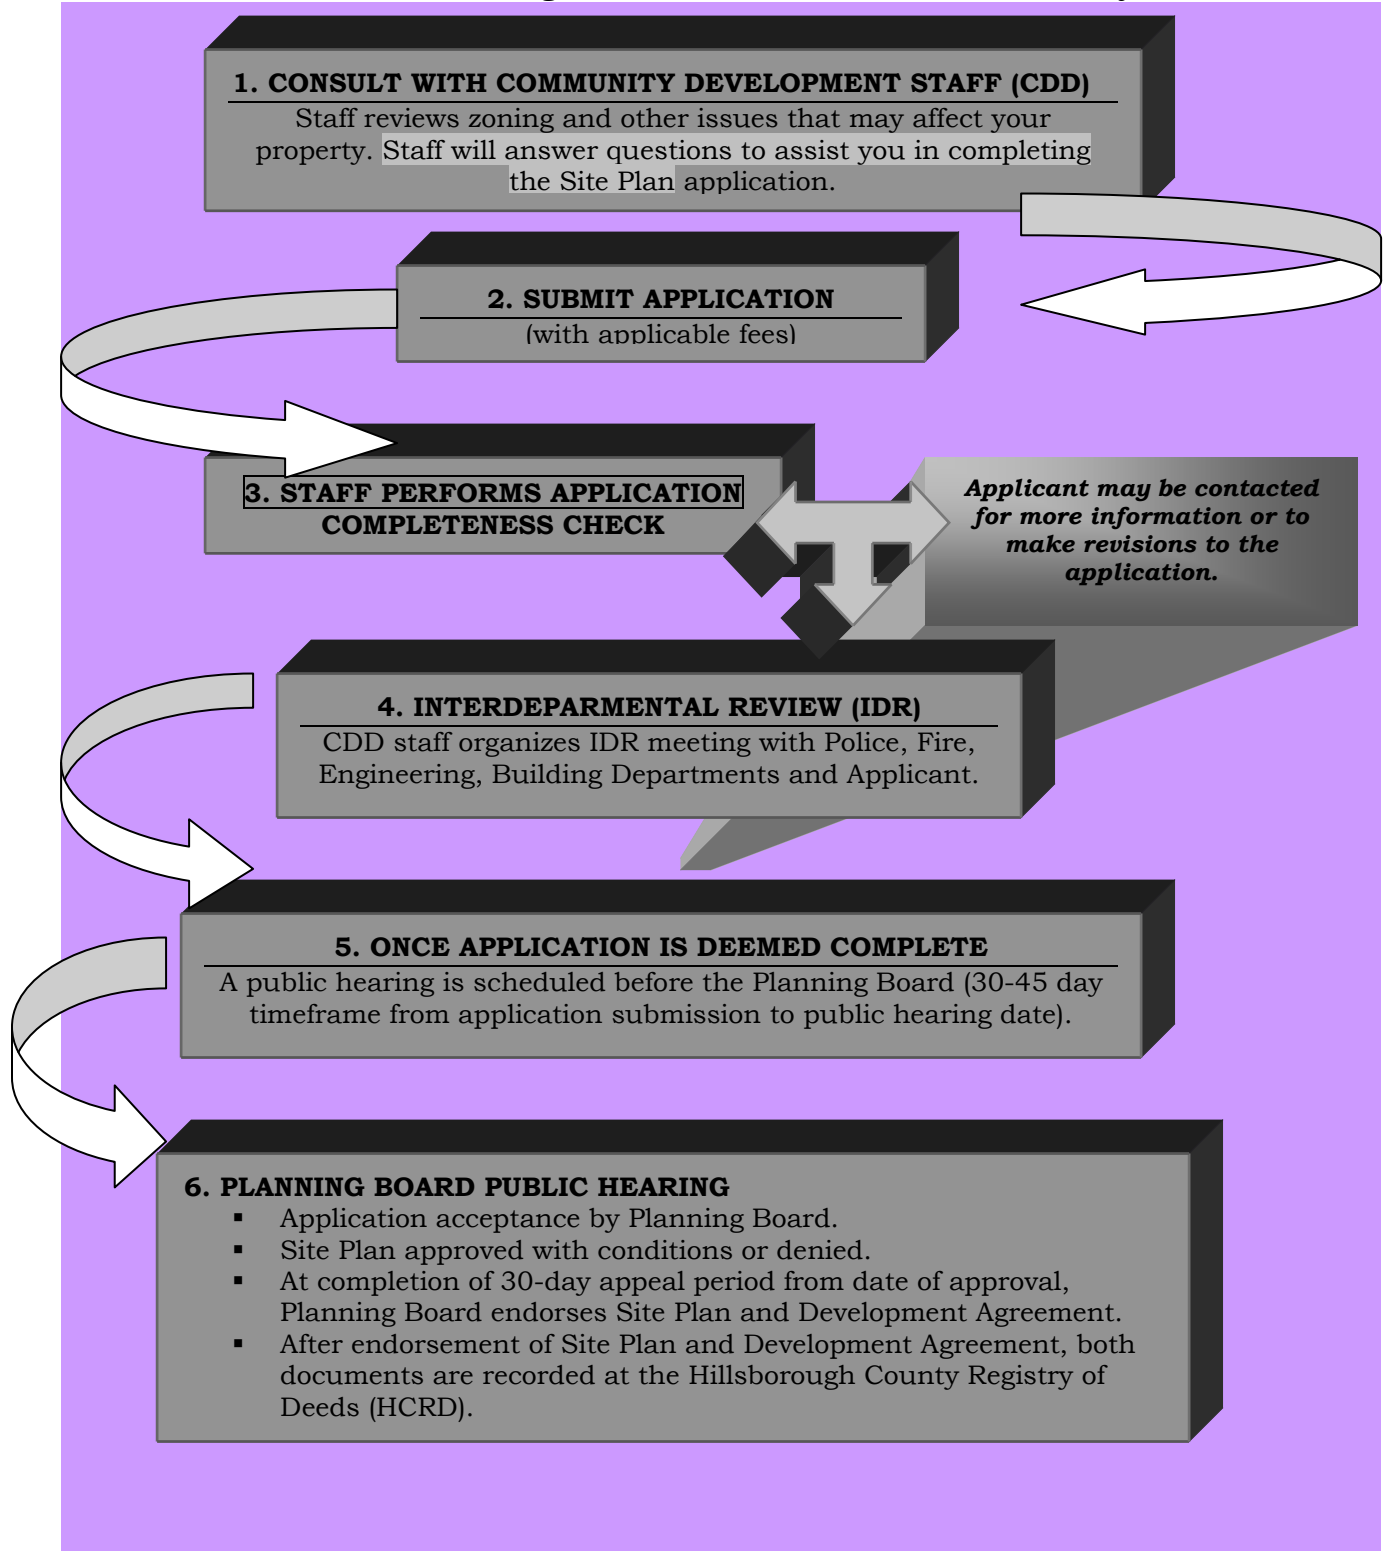 1. CONSULT WITH COMMUNITY DEVELOPMENT STAFF (CDD)
Staff reviews zoning and other issues that may affect your
property. Staff will answer questions to assist you in completing
the Site Plan application.
2. SUBMIT APPLICATION
(with applicable fees)
3. STAFF PERFORMS APPLICATION
COMPLETENESS CHECK
Applicant may be contacted
for more information or to
make revisions to the
application.
4. INTERDEPARMENTAL REVIEW (IDR)
CDD staff organizes IDR meeting with Police, Fire,
Engineering, Building Departments and Applicant.
5. ONCE APPLICATION IS DEEMED COMPLETE
A public hearing is scheduled before the Planning Board (30-45 day
timeframe from application submission to public hearing date).
6. PLANNING BOARD PUBLIC HEARING
▪ Application acceptance by Planning Board.
▪ Site Plan approved with conditions or denied.
▪ At completion of 30-day appeal period from date of approval,
Planning Board endorses Site Plan and Development Agreement.
▪ After endorsement of Site Plan and Development Agreement, both
documents are recorded at the Hillsborough County Registry of
Deeds (HCRD).